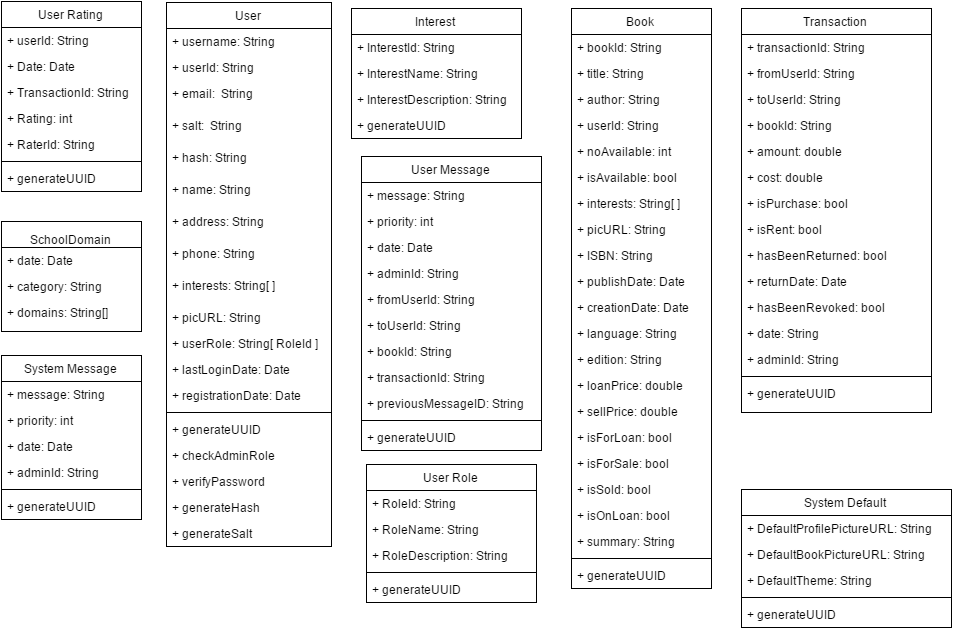 User Rating
+ userId: String
+ Date: Date
+ TransactionId: String
+ Rating: int
+ RaterId: String
+ generateUUID
SchoolDomain
+ date: Date
+ category: String
+ domains: String[]
System Message
+ message: String
+ priority: int
+ date: Date
+ adminId: String
+ generateUUID
User
+ username: String
+ userId: String
+ email: String
+ salt: String
+ hash: String
+ name: String
+ address: String
+ phone: String
+ interests: String[ ]
+ picURL: String
+ userRole: String[ RoleId ]
+ lastLoginDate: Date
+ registrationDate: Date
+ generateUUID
+ checkAdminRole
+ verifyPassword
+ generateHash
+ generateSalt
Interest
+ InterestId: String
+ InterestName: String
+ InterestDescription: String
+ generateUUID
User Message
+ message: String
+ priority: int
+ date: Date
+ adminId: String
+ fromUserId: String
+ toUserId: String
+ bookId: String
+ transactionId: String
+ previousMessageID: String
+ generateUUID
User Role
+ RoleId: String
+ RoleName: String
+ RoleDescription: String
+ generateUUID
Book
+ bookId: String
+ title: String
+ author: String
+ userId: String
+ noAvailable: int
+ isAvailable: bool
+ interests: String[ ]
+ picURL: String
+ ISBN: String
+ publishDate: Date
+ creationDate: Date
+ language: String
+ edition: String
+ loanPrice: double
+ sellPrice: double
+ isForLoan: bool
+ isForSale: bool
+ isSold: bool
+ isOnLoan: bool
+ summary: String
+ generateUUID
Transaction
+ transactionId: String
+ fromUserId: String
+ toUserId: String
+ bookId: String
+ amount: double
+ cost: double
+ isPurchase: bool
+ isRent: bool
+ hasBeenReturned: bool
+ returnDate: Date
+ hasBeenRevoked: bool
+ date: String
+ adminId: String
+ generateUUID
System Default
+ DefaultProfilePictureURL: String
+ DefaultBookPictureURL: String
+ DefaultTheme: String
+ generateUUID